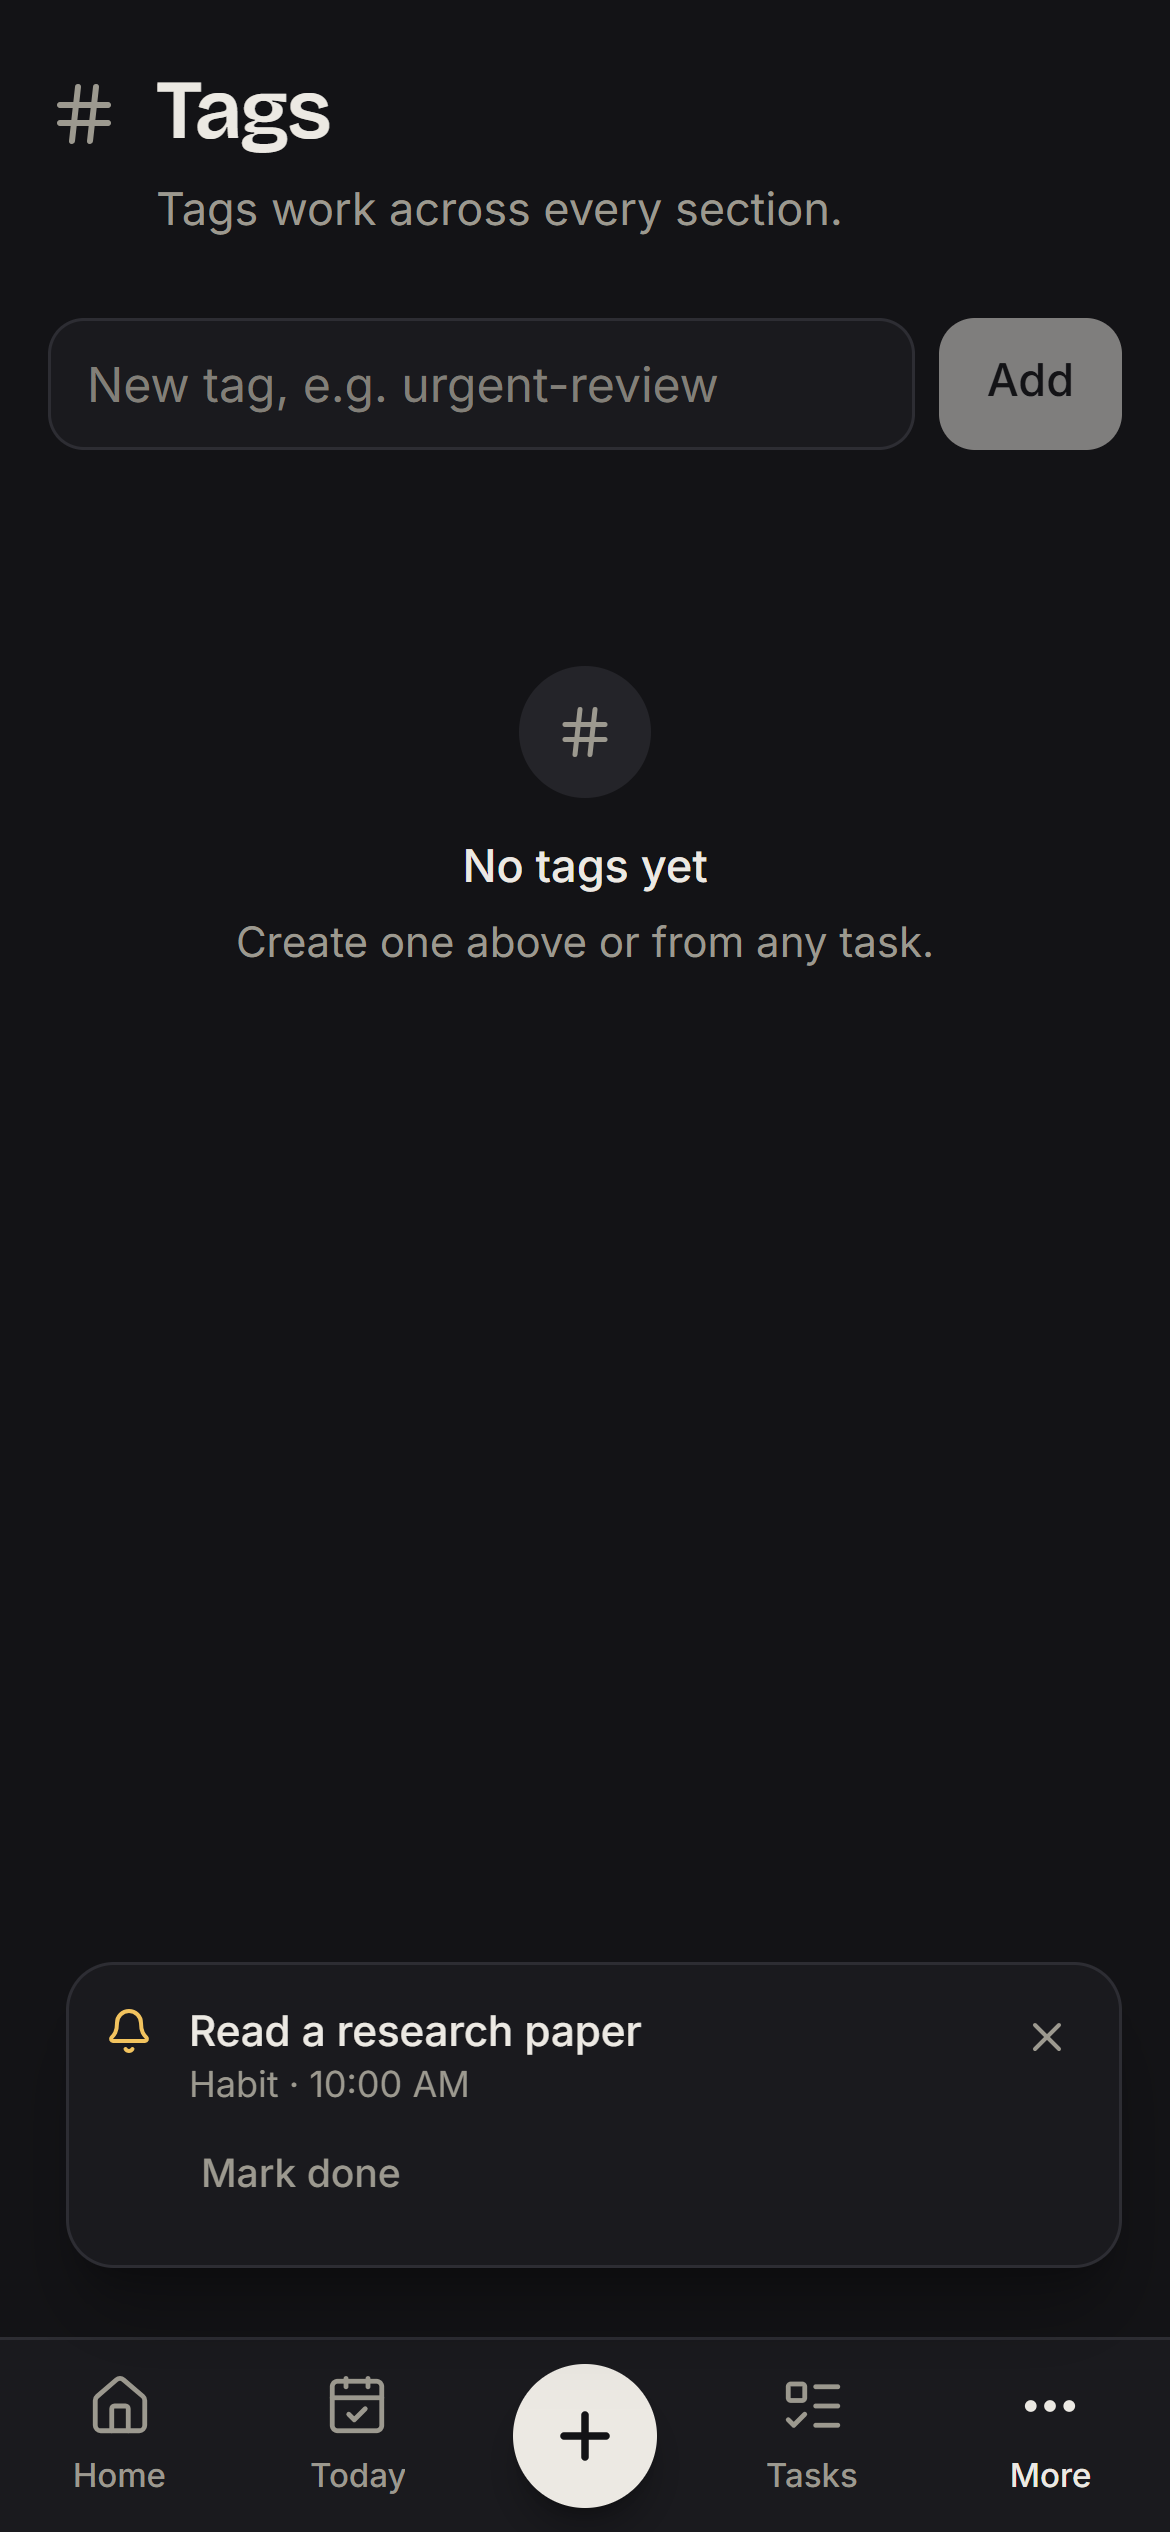 Tags
Tags work across every section.
New tag, e.g. urgent-review
Add
No tags yet
Create one above or from any task.
Read a research paper
Habit · 10:00 AM
Mark done
Home
Today
Tasks
More